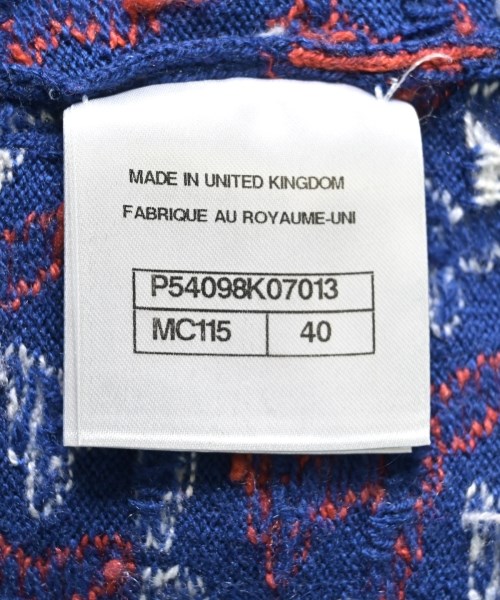 MADE IN UNITED KINGDOM
FABRIQUE AU ROYAUME-UNI
P54098K07013
MC115 40